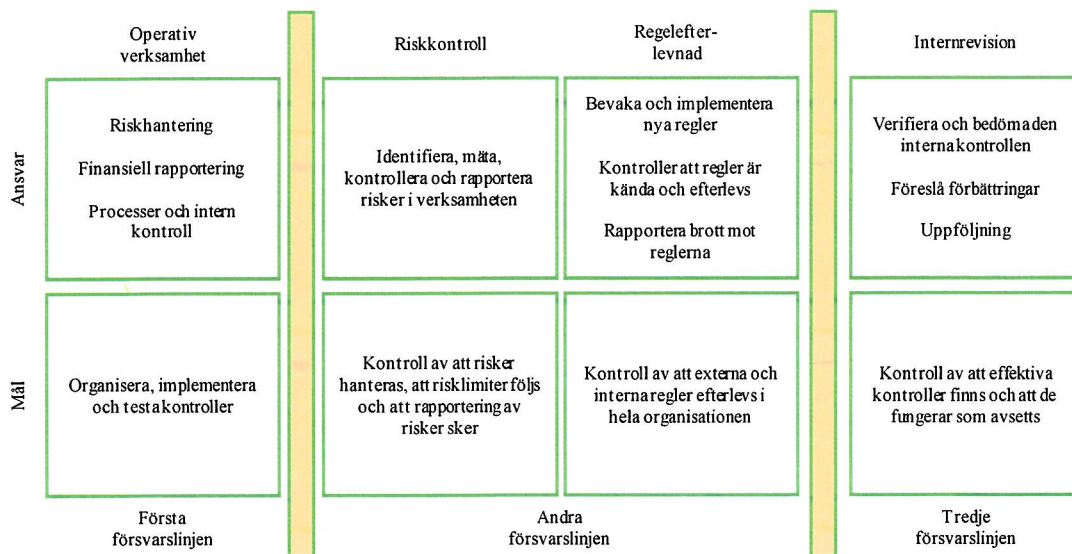 Operativ
verksamhet
Riskkontroll
Regelefter-
levnad
Internrevision
Ansvar
Riskhantering
Finansiell rapportering
Processer och intern
kontroll
Identifiera, mäta,
kontrollera och rapportera
risker i verksamheten
Bevaka och implementera
nya regler
Kontroller att regler är
kända och efterlevs
Rapportera brott mot
reglerna
Verifiera och bedöma den
interna kontrollen
Föreslå förbättringar
Uppföljning
Mål
Organisera, implementera
och testa kontroller
Kontroll av att risker
hanteras, att risklimiter följs
och att rapportering av
risker sker
Kontroll av att externa och
interna regler efterlevs i
hela organisationen
Kontroll av att effektiva
kontroller finns och att de
fungerar som avsetts
Första
försvarslinjen
Andra
försvarslinjen
Tredje
försvarslinjen